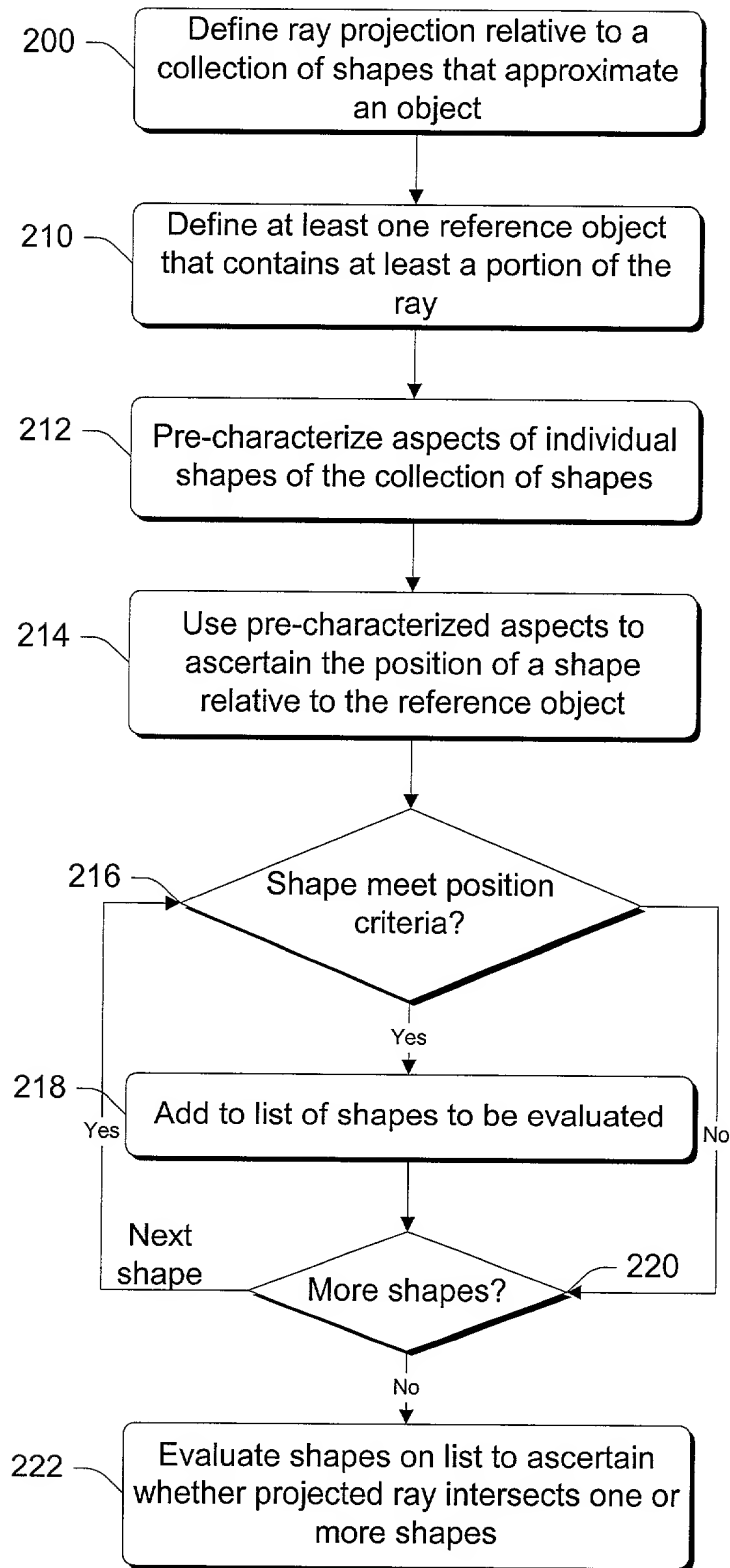 200
Define ray projection relative to a
collection of shapes that approximate
an object
210
Define at least one reference object
that contains at least a portion of the
ray
212
Pre-characterize aspects of individual
shapes of the collection of shapes
214
Use pre-characterized aspects to
ascertain the position of a shape
relative to the reference object
216
Shape meet position
criteria?
Yes
218
Add to list of shapes to be evaluated
Yes
No
Next
shape
More shapes?
220
No
222
Evaluate shapes on list to ascertain
whether projected ray intersects one or
more shapes